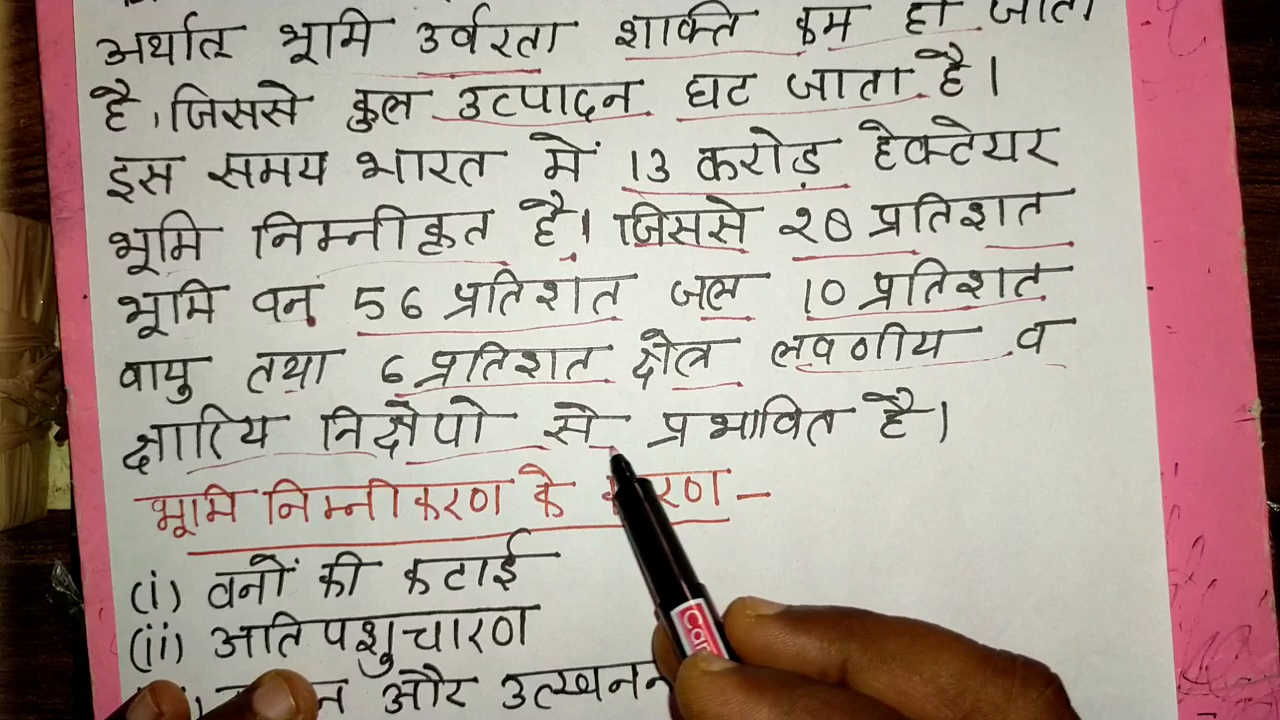 अर्थात् भूमि उर्वरता शाक्ति कम हो जाता
है, जिससे कुल उत्पादन घट जाता है।
इस समय भारत में 13 करोड़ हेक्टेयर
भूमि निम्नीकृत है। जिससे 28 प्रतिशत
भूमि वन 56 प्रतिशत जल 10 प्रतिशत
वायु तथा 6 प्रतिशत क्षेत्र लवणीय व
क्षारिय निक्षेपो से प्रभावित है।
भूमि निम्नीकरण के कारण –
(i) वनों की कटाई
(ii) अति पशुचारण
और उत्खनन